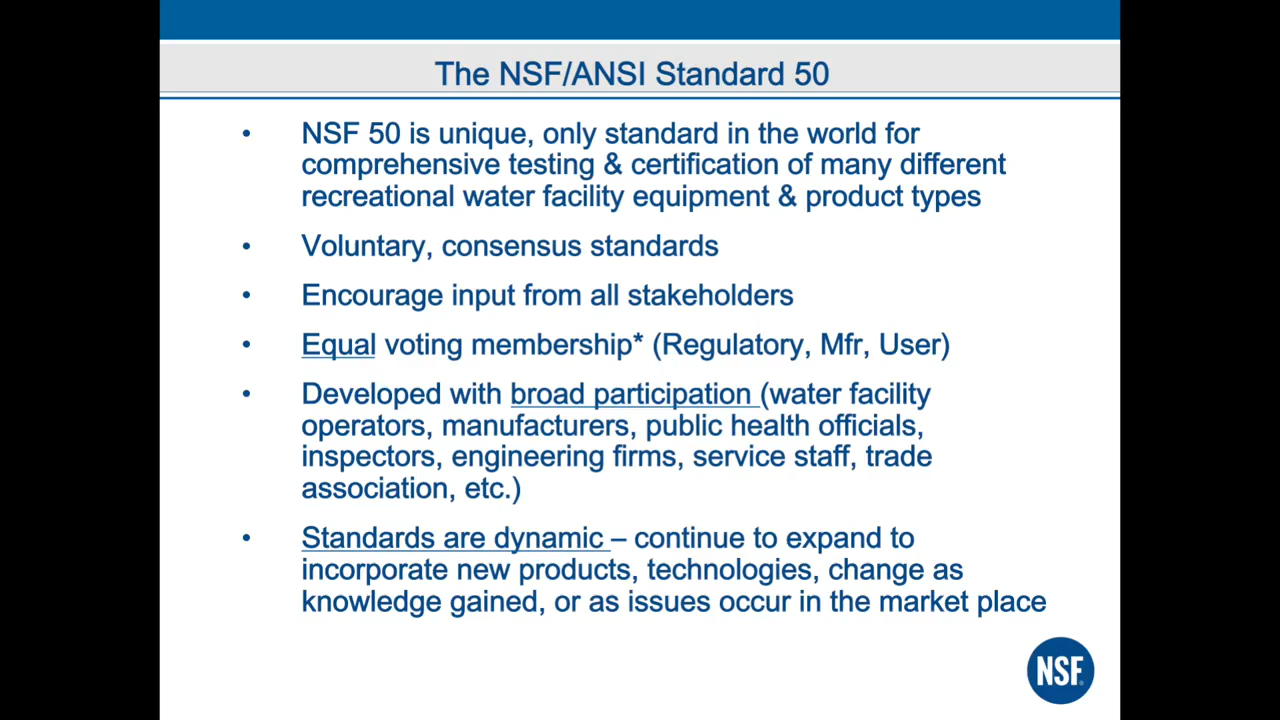 The NSF/ANSI Standard 50
• NSF 50 is unique, only standard in the world for
comprehensive testing & certification of many different
recreational water facility equipment & product types
• Voluntary, consensus standards
• Encourage input from all stakeholders
• Equal voting membership* (Regulatory, Mfr, User)
• Developed with broad participation (water facility
operators, manufacturers, public health officials,
inspectors, engineering firms, service staff, trade
association, etc.)
• Standards are dynamic – continue to expand to
incorporate new products, technologies, change as
knowledge gained, or as issues occur in the market place
NSF®